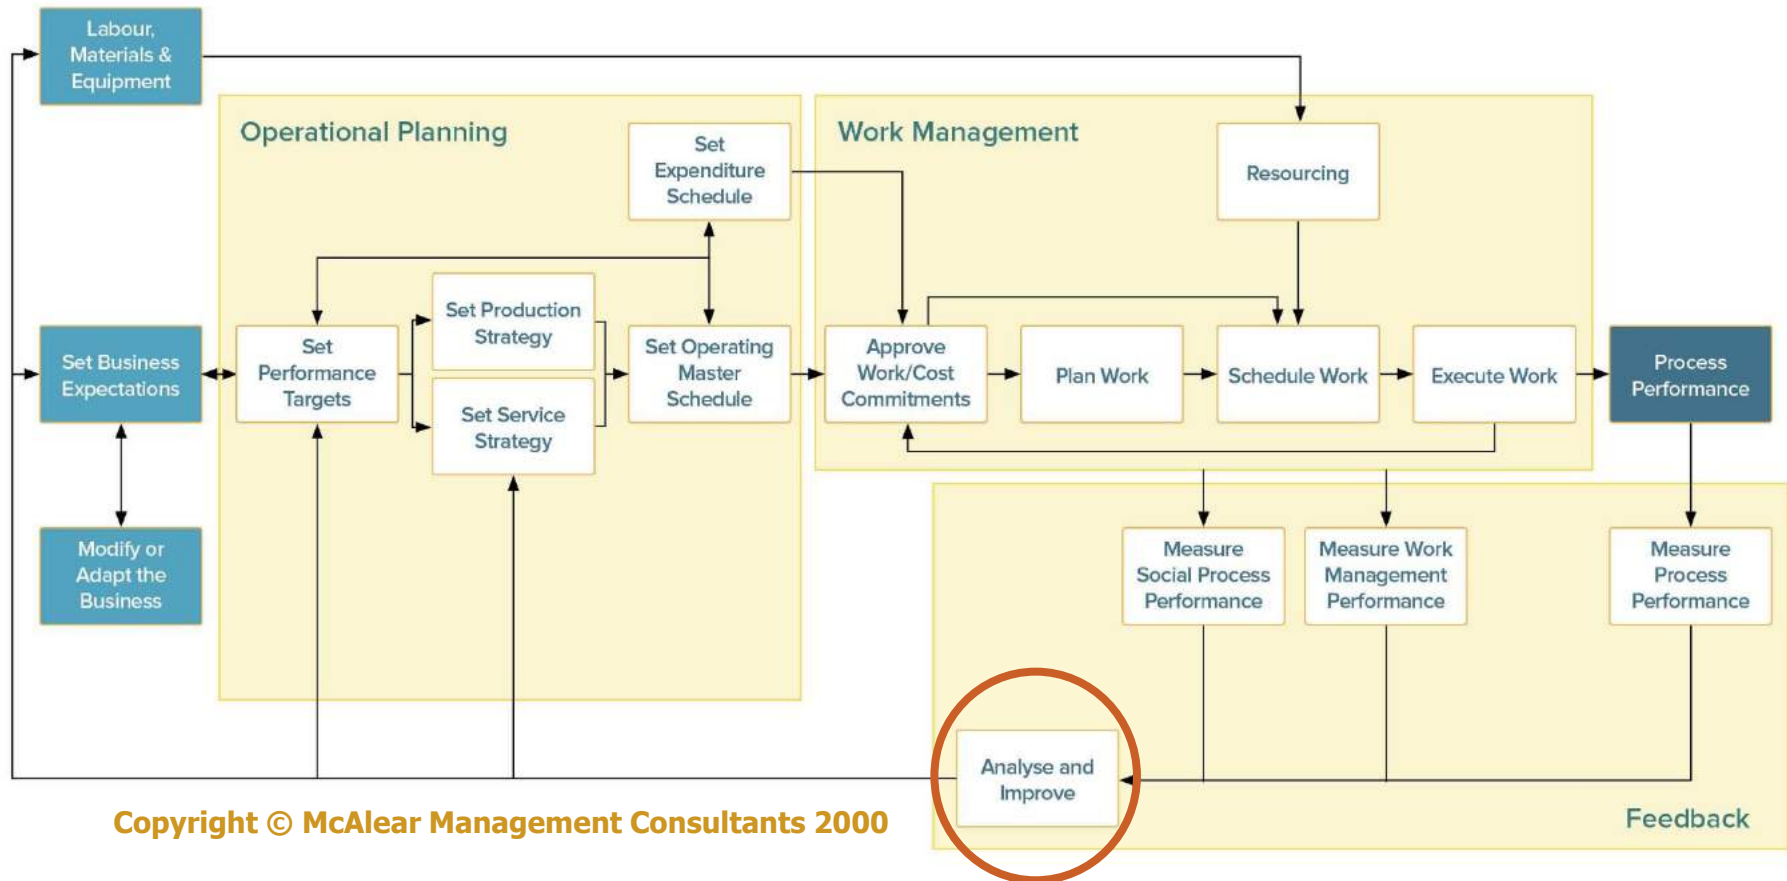 Labour,
Materials &
Equipment
Operational Planning
Work Management
Set
Expenditure
Schedule
Resourcing
Set Business
Expectations
Set
Performance
Targets
Set Production
Strategy
Set Service
Strategy
Set Operating
Master
Schedule
Approve
Work/Cost
Commitments
Plan Work
Schedule Work
Execute Work
Process
Performance
Modify or
Adapt the
Business
Measure
Social Process
Performance
Measure Work
Management
Performance
Measure
Process
Performance
Analyse and
Improve
Copyright © McAlear Management Consultants 2000
Feedback